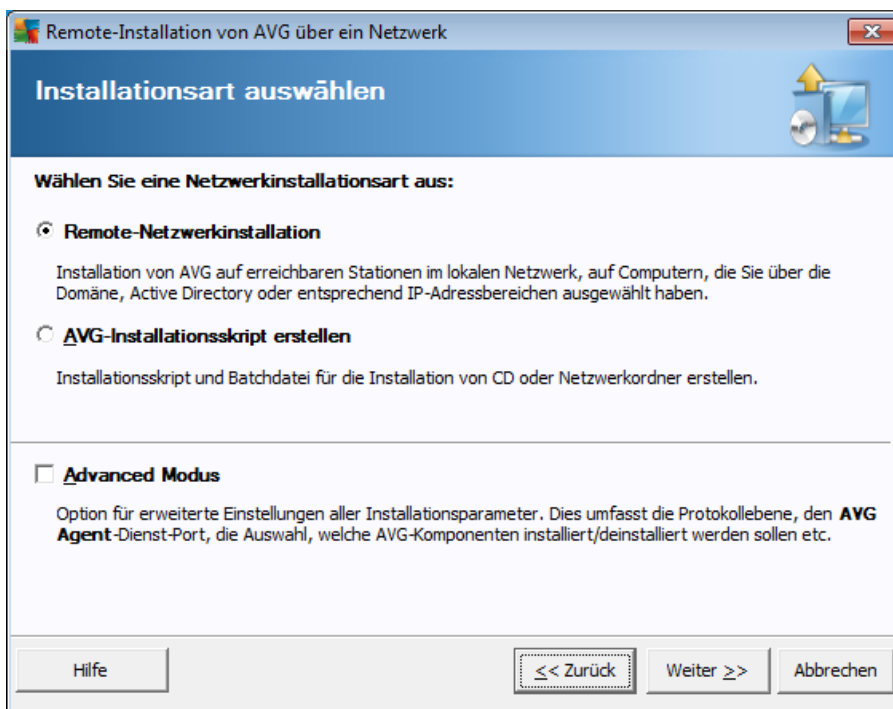 Remote-Installation von AVG über ein Netzwerk
Installationsart auswählen
Wählen Sie eine Netzwerkinstallationsart aus:
Remote-Netzwerkinstallation
Installation von AVG auf erreichbaren Stationen im lokalen Netzwerk, auf Computern, die Sie über die
Domäne, Active Directory oder entsprechend IP-Adressbereichen ausgewählt haben.
AVG-Installationsskript erstellen
Installationsskript und Batchdatei für die Installation von CD oder Netzwerkordner erstellen.
Advanced Modus
Option für erweiterte Einstellungen aller Installationsparameter. Dies umfasst die Protokollebene, den AVG
Agent-Dienst-Port, die Auswahl, welche AVG-Komponenten installiert/deinstalliert werden sollen etc.
Hilfe
<< Zurück
Weiter >>
Abbrechen